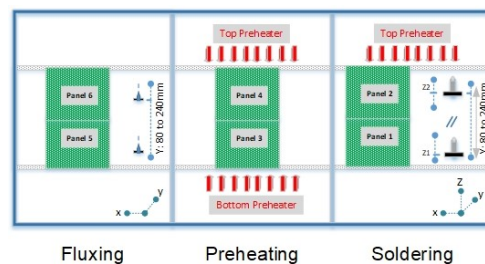 Top Preheater
Top Preheater
Panel 6
Panel 5
Y: 80 to 240mm
x
y
Panel 4
Panel 3
Bottom Preheater
Panel 2
Panel 1
Z2
Z1
//
Y: 80 to 240mm
Z
y
x
Fluxing
Preheating
Soldering